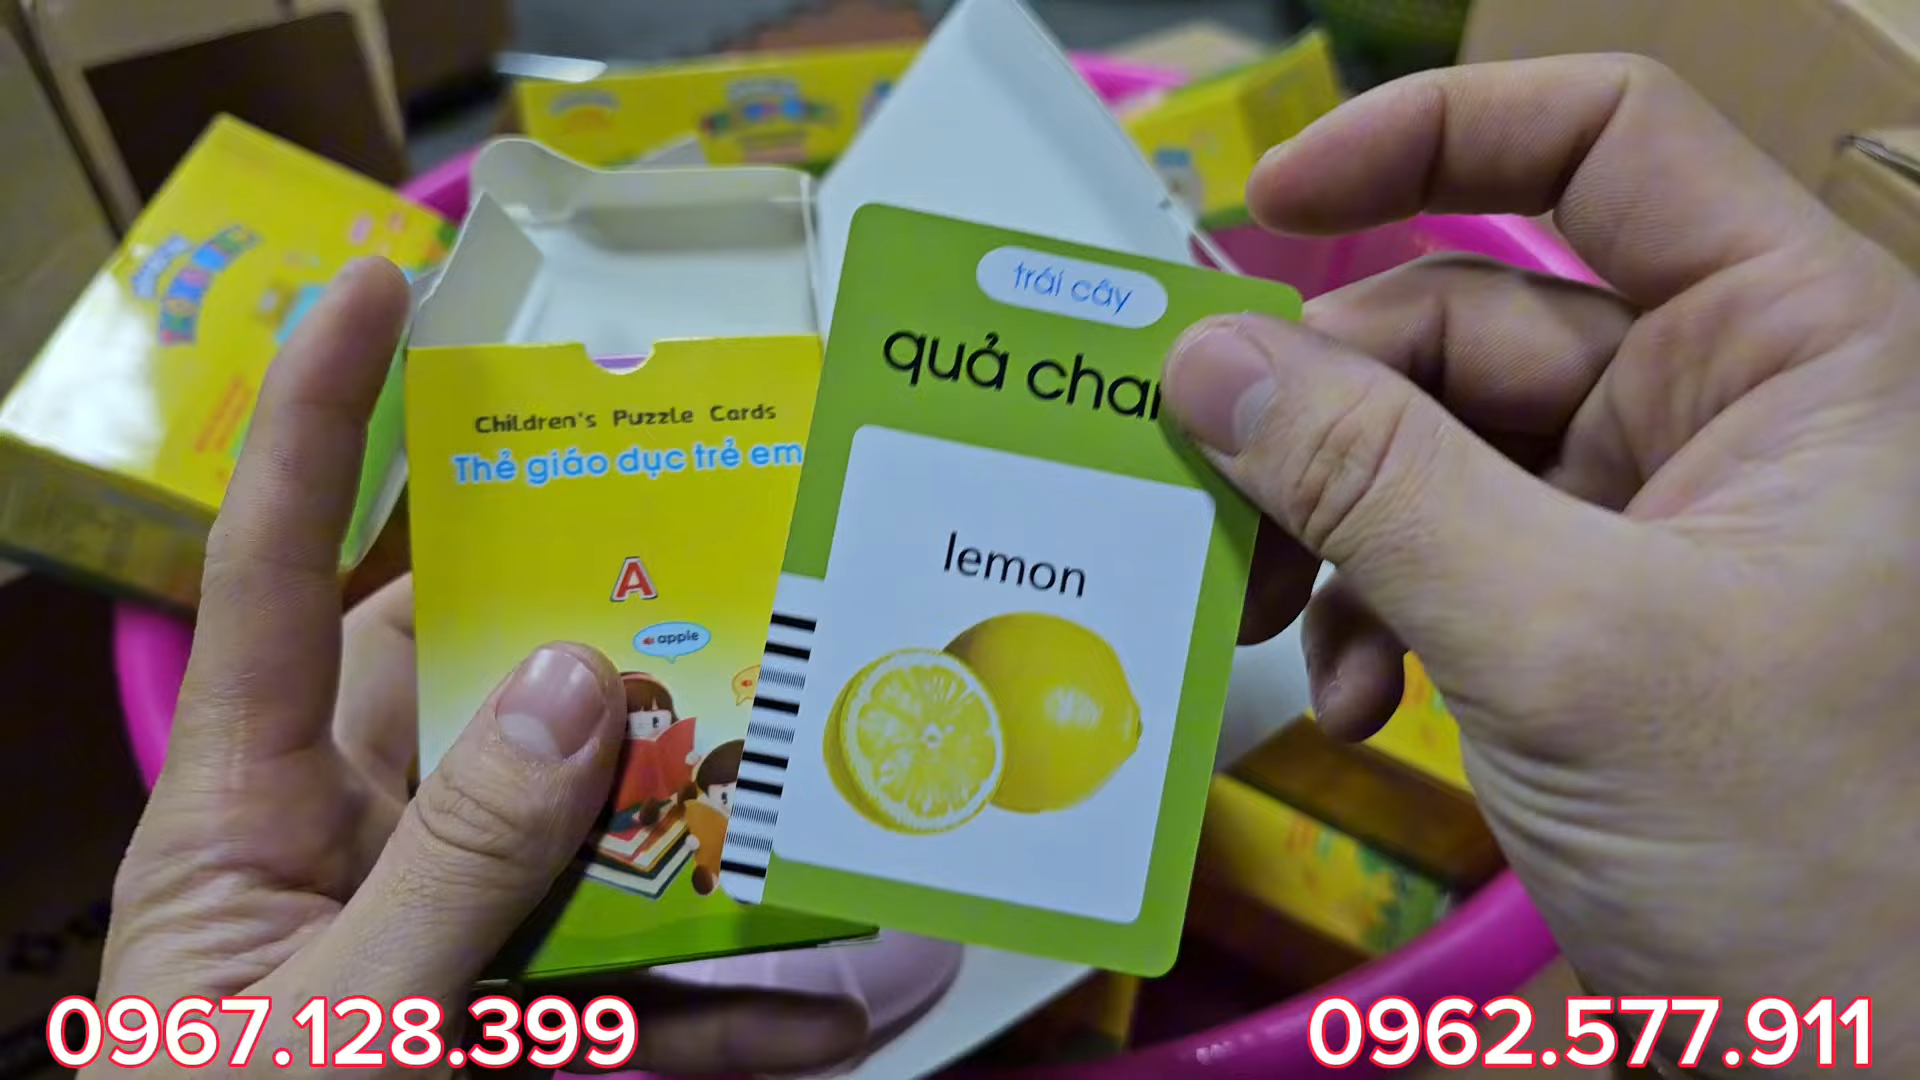 Children's Puzzle Cards
Thẻ giáo dục trẻ em
A
apple
trái cây
quả
lemon
0967.128.399
0962.577.911